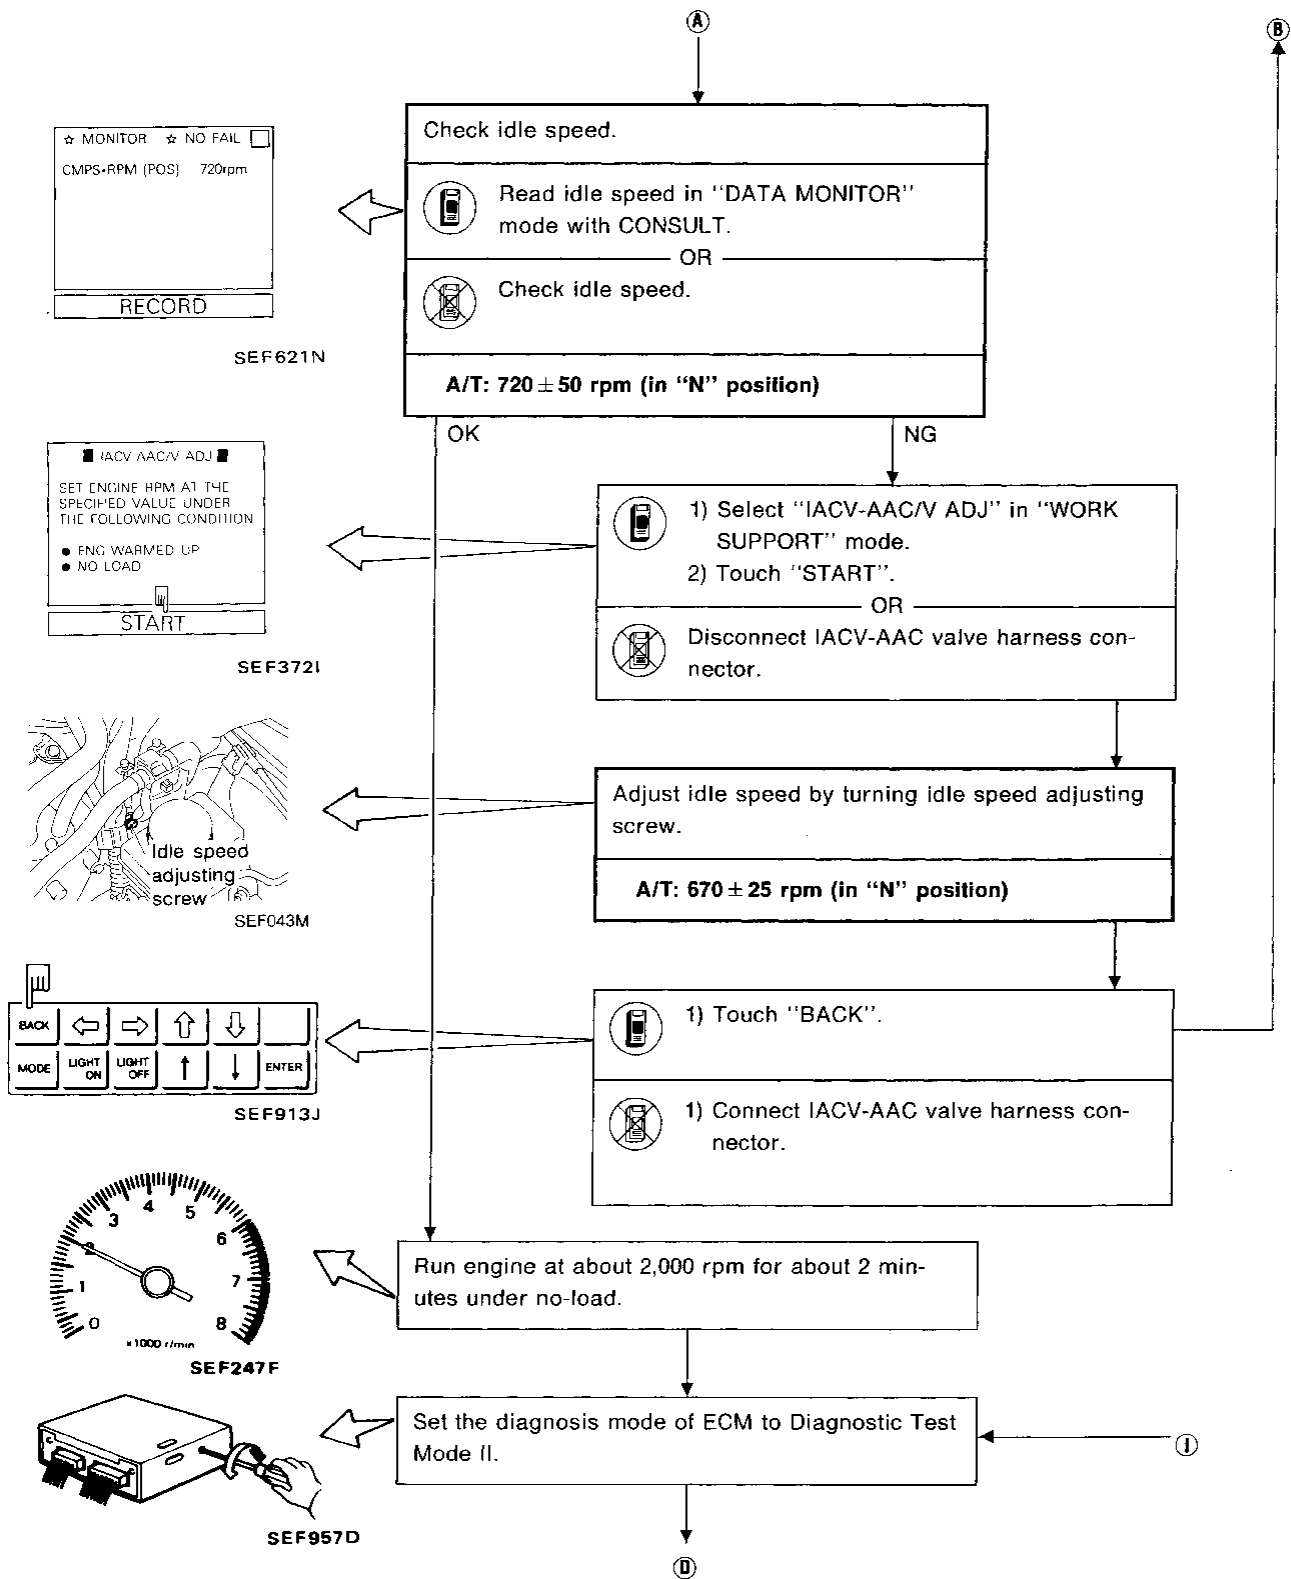 A
B
☆ MONITOR ☆ NO FAIL
CMPS•RPM (POS) 720rpm
RECORD
SEF621N
Check idle speed.
Read idle speed in "DATA MONITOR"
mode with CONSULT.
OR
Check idle speed.
A/T: 720 ± 50 rpm (in "N" position)
OK
NG
IACV-AAC/V ADJ
SET ENGINE RPM AT THE
SPECIFIED VALUE UNDER
THE FOLLOWING CONDITION
● ENG WARMED UP
● NO LOAD
START
SEF372I
1) Select "IACV-AAC/V ADJ" in "WORK
SUPPORT" mode.
2) Touch "START".
OR
Disconnect IACV-AAC valve harness con-
nector.
Idle speed
adjusting
screw
SEF043M
Adjust idle speed by turning idle speed adjusting
screw.
A/T: 670 ± 25 rpm (in "N" position)
BACK
MODE LIGHT ON LIGHT OFF ENTER
SEF913J
1) Touch "BACK".
1) Connect IACV-AAC valve harness con-
nector.
0 1 2 3 4 5 6 7 8
x1000 r/min
SEF247F
Run engine at about 2,000 rpm for about 2 min-
utes under no-load.
SEF957D
Set the diagnosis mode of ECM to Diagnostic Test
Mode II.
D